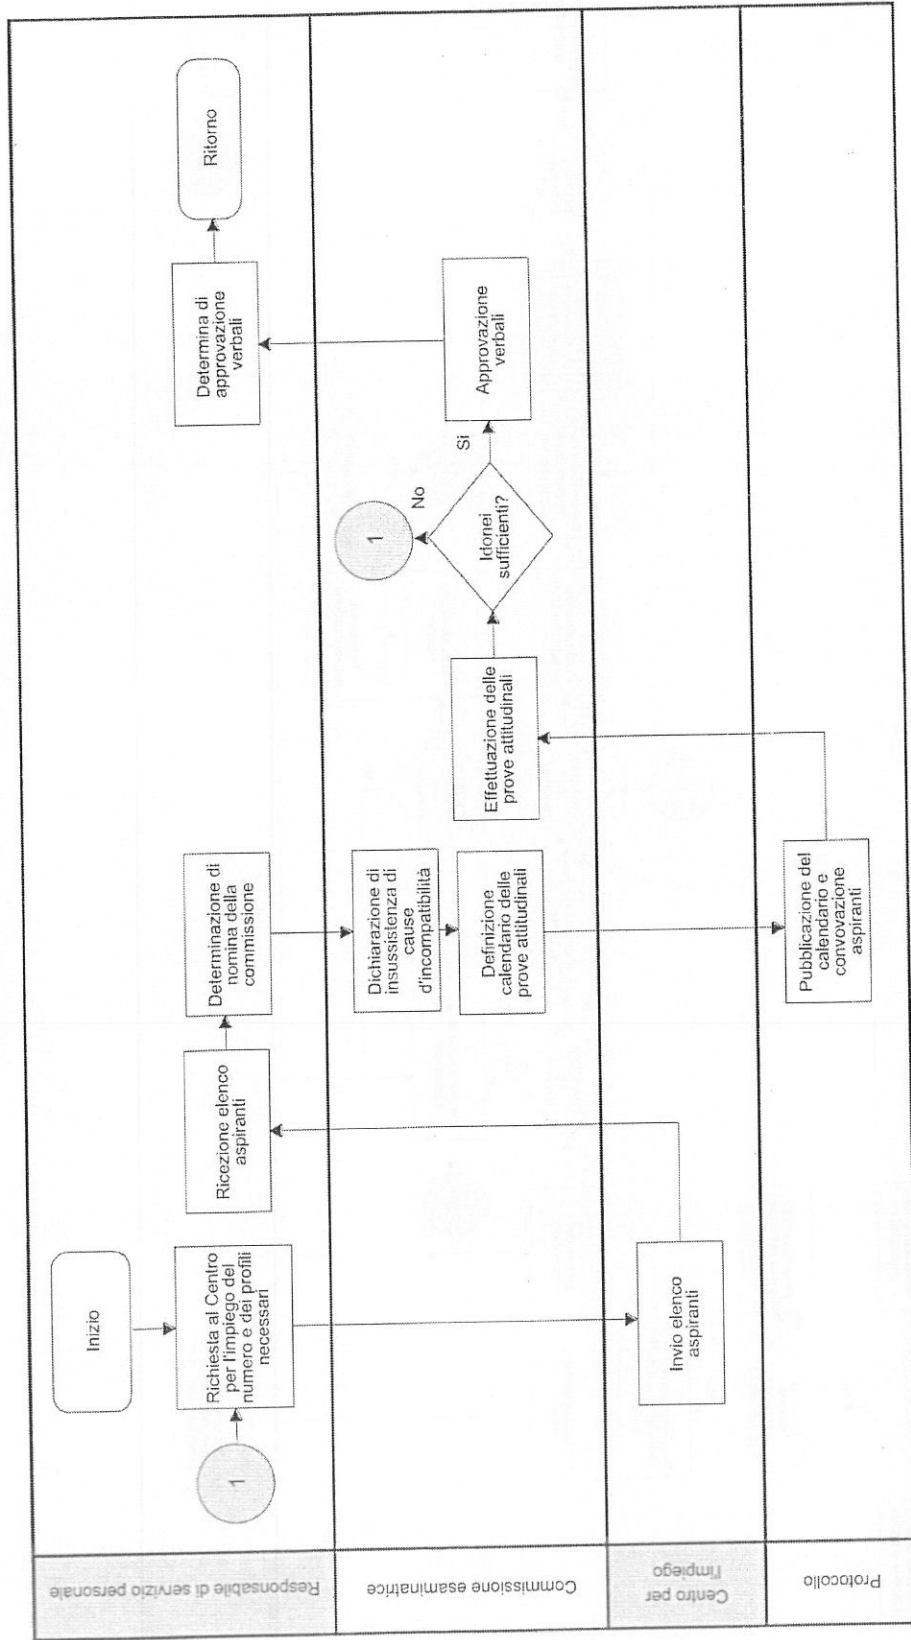 Responsabile di servizio personale
Inizio
1
Richiesta al Centro
per l'impiego del
numero e dei profili
necessari
Ricezione elenco
aspiranti
Determinazione di
nomina della
commissione
Determina di
approvazione
verbali
Ritorno
Commissione esaminatrice
Dichiarazione di
insussistenza di
cause
d'incompatibilità
Definizione
calendario delle
prove attitudinali
Effettuazione delle
prove attitudinali
Idonei
sufficienti?
No
1
Si
Approvazione
verbali
Centro per
l'impiego
Invio elenco
aspiranti
Protocollo
Pubblicazione del
calendario e
convovazione
aspiranti